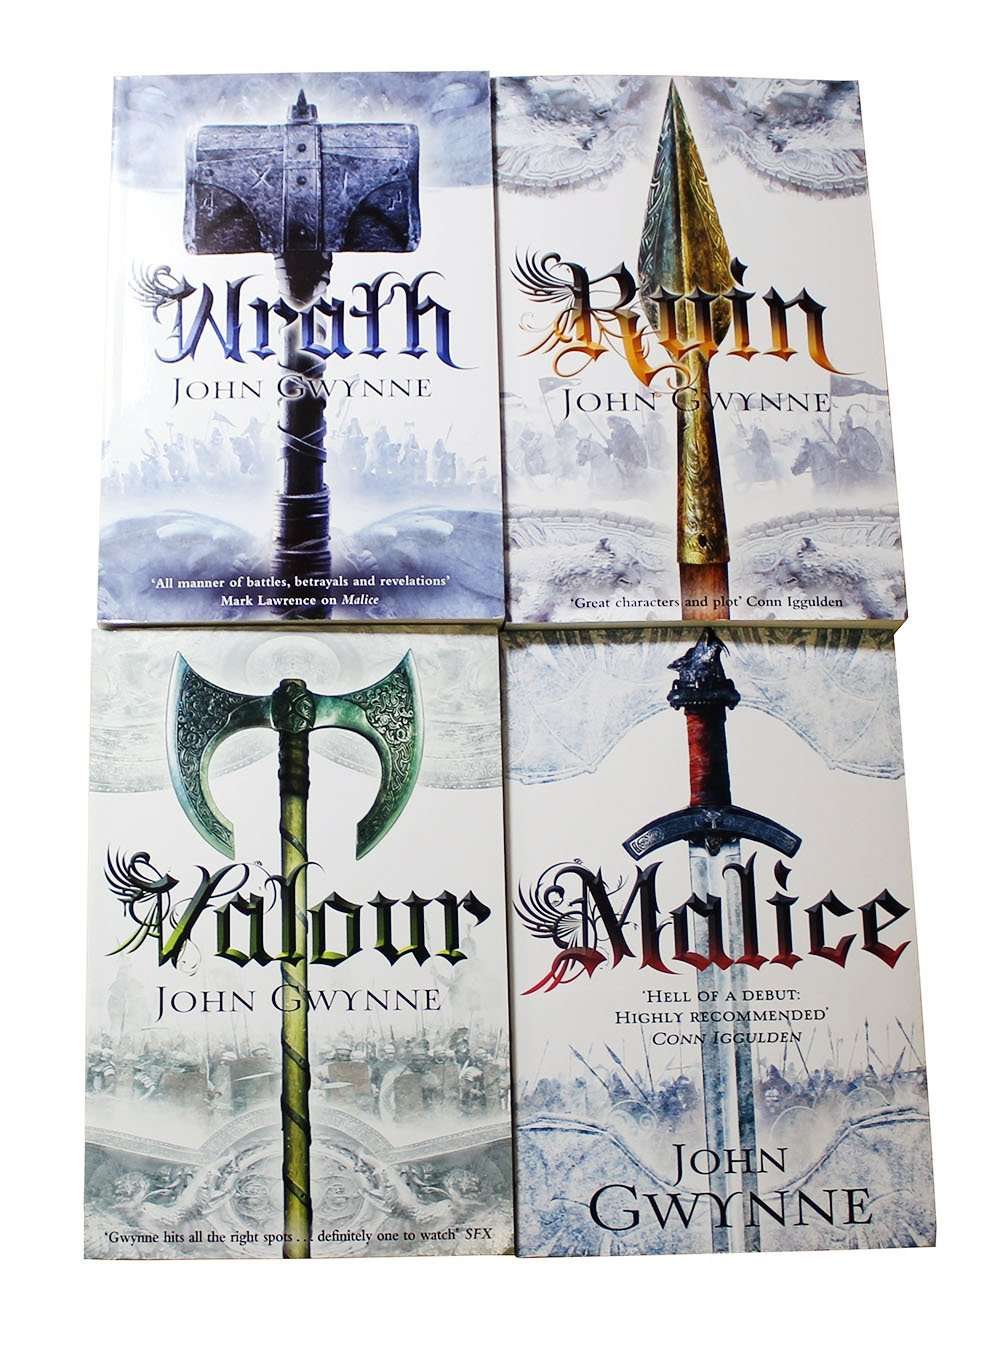 Wrath
JOHN GWYNNE
‘All manner of battles, betrayals and revelations’
Mark Lawrence on Malice
Ruin
JOHN GWYNNE
‘Great characters and plot’ Conn Iggulden
Valour
JOHN GWYNNE
‘Gwynne hits all the right spots . . . definitely one to watch’ SFX
Malice
‘HELL OF A DEBUT:
HIGHLY RECOMMENDED’
CONN IGGULDEN
JOHN
GWYNNE